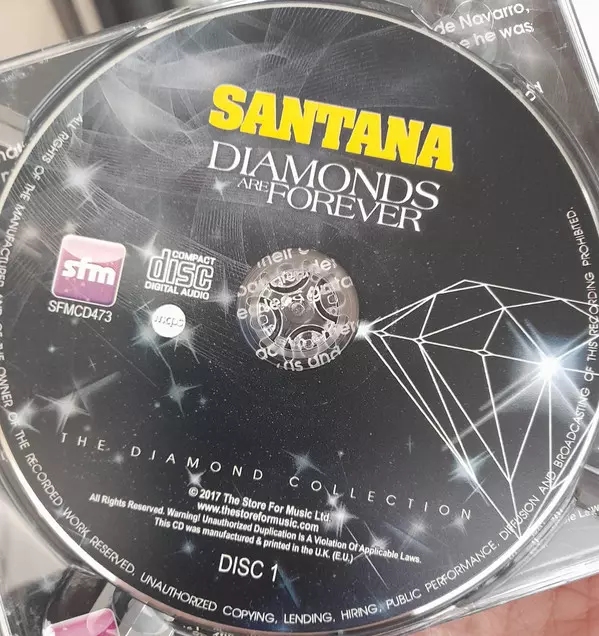 de Navarro,
he was
SANTANA
DIAMONDS
ARE FOREVER
sfm
SFMCD473
COMPACT
disc
DIGITAL AUDIO
mcps
THE DIAMOND COLLECTION
© 2017 The Store For Music Ltd.
www.thestoreformusic.com
All Rights Reserved. Warning! Unauthorized Duplication Is A Violation Of Applicable Laws.
This CD was manufactured & printed in the U.K. (E.U.)
DISC 1
ALL RIGHTS OF THE MANUFACTURER AND OF THE OWNER OF THE RECORDED WORK RESERVED. UNAUTHORIZED COPYING, LENDING, HIRING, PUBLIC PERFORMANCE, DIFFUSION AND BROADCASTING OF THIS RECORDING PROHIBITED.